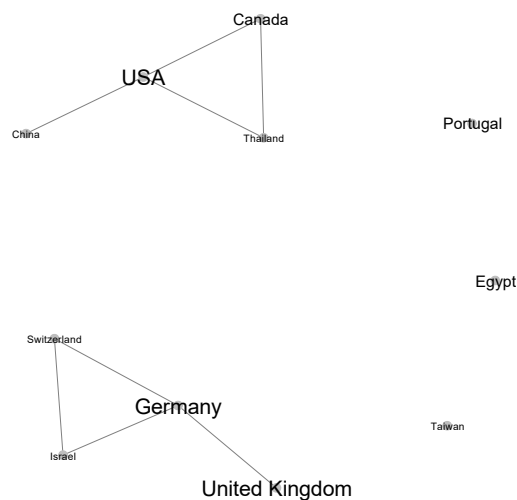 Canada
USA
China
Thailand
Portugal
Egypt
Switzerland
Germany
Israel
Taiwan
United Kingdom